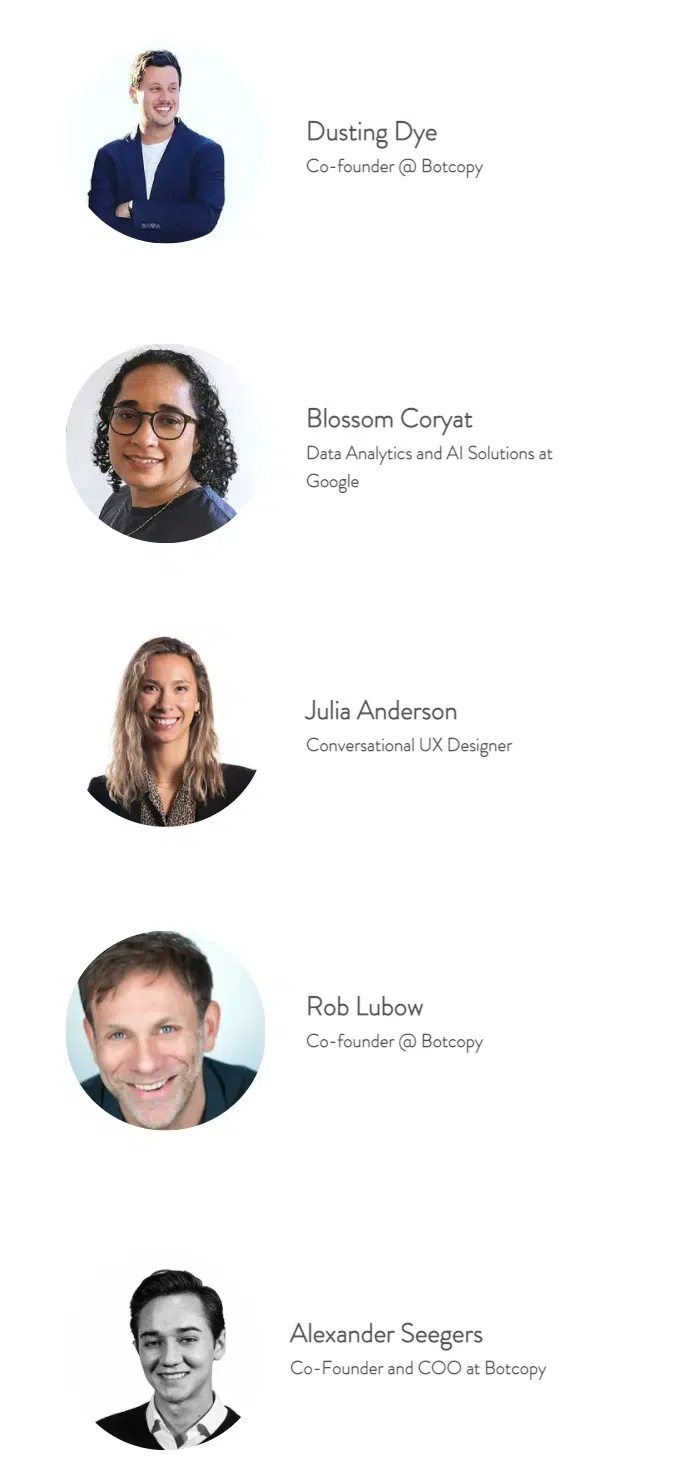 Dusting Dye
Co-founder @ Botcopy
Blossom Coryat
Data Analytics and AI Solutions at
Google
Julia Anderson
Conversational UX Designer
Rob Lubow
Co-founder @ Botcopy
Alexander Seegers
Co-Founder and COO at Botcopy